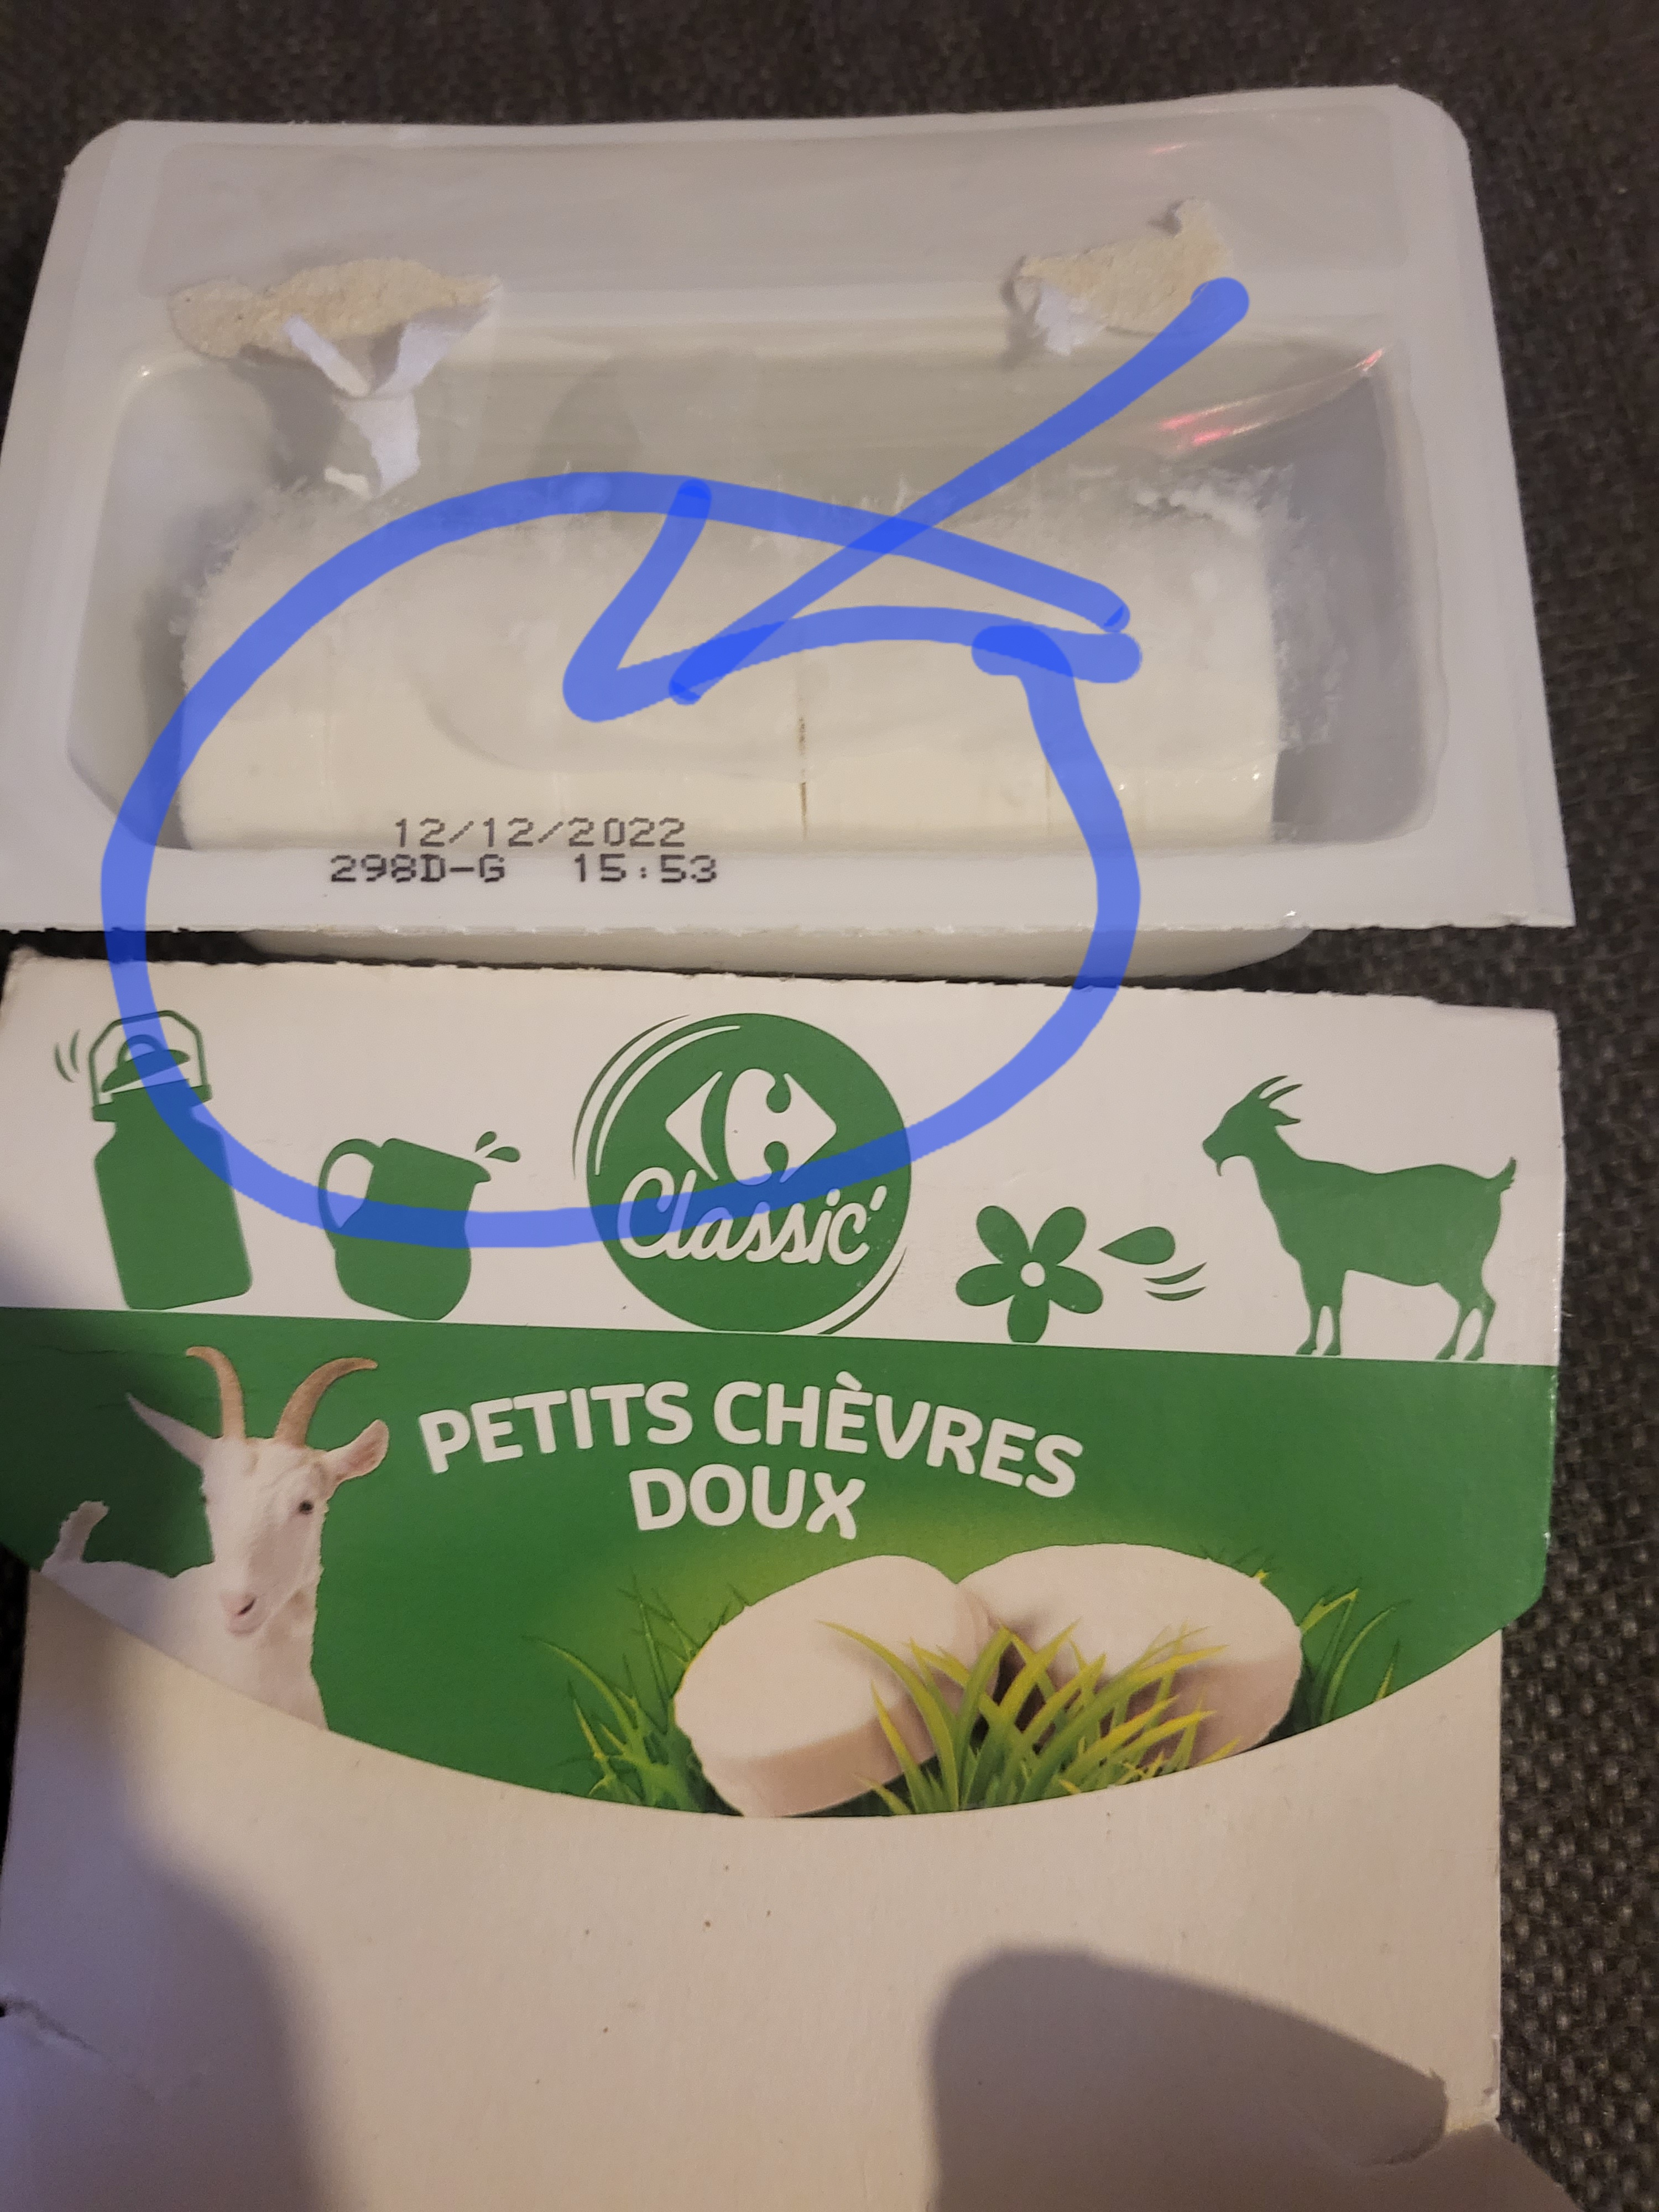 12/12/2022
298D-G 15:53
Classic'
PETITS CHÈVRES
DOUX